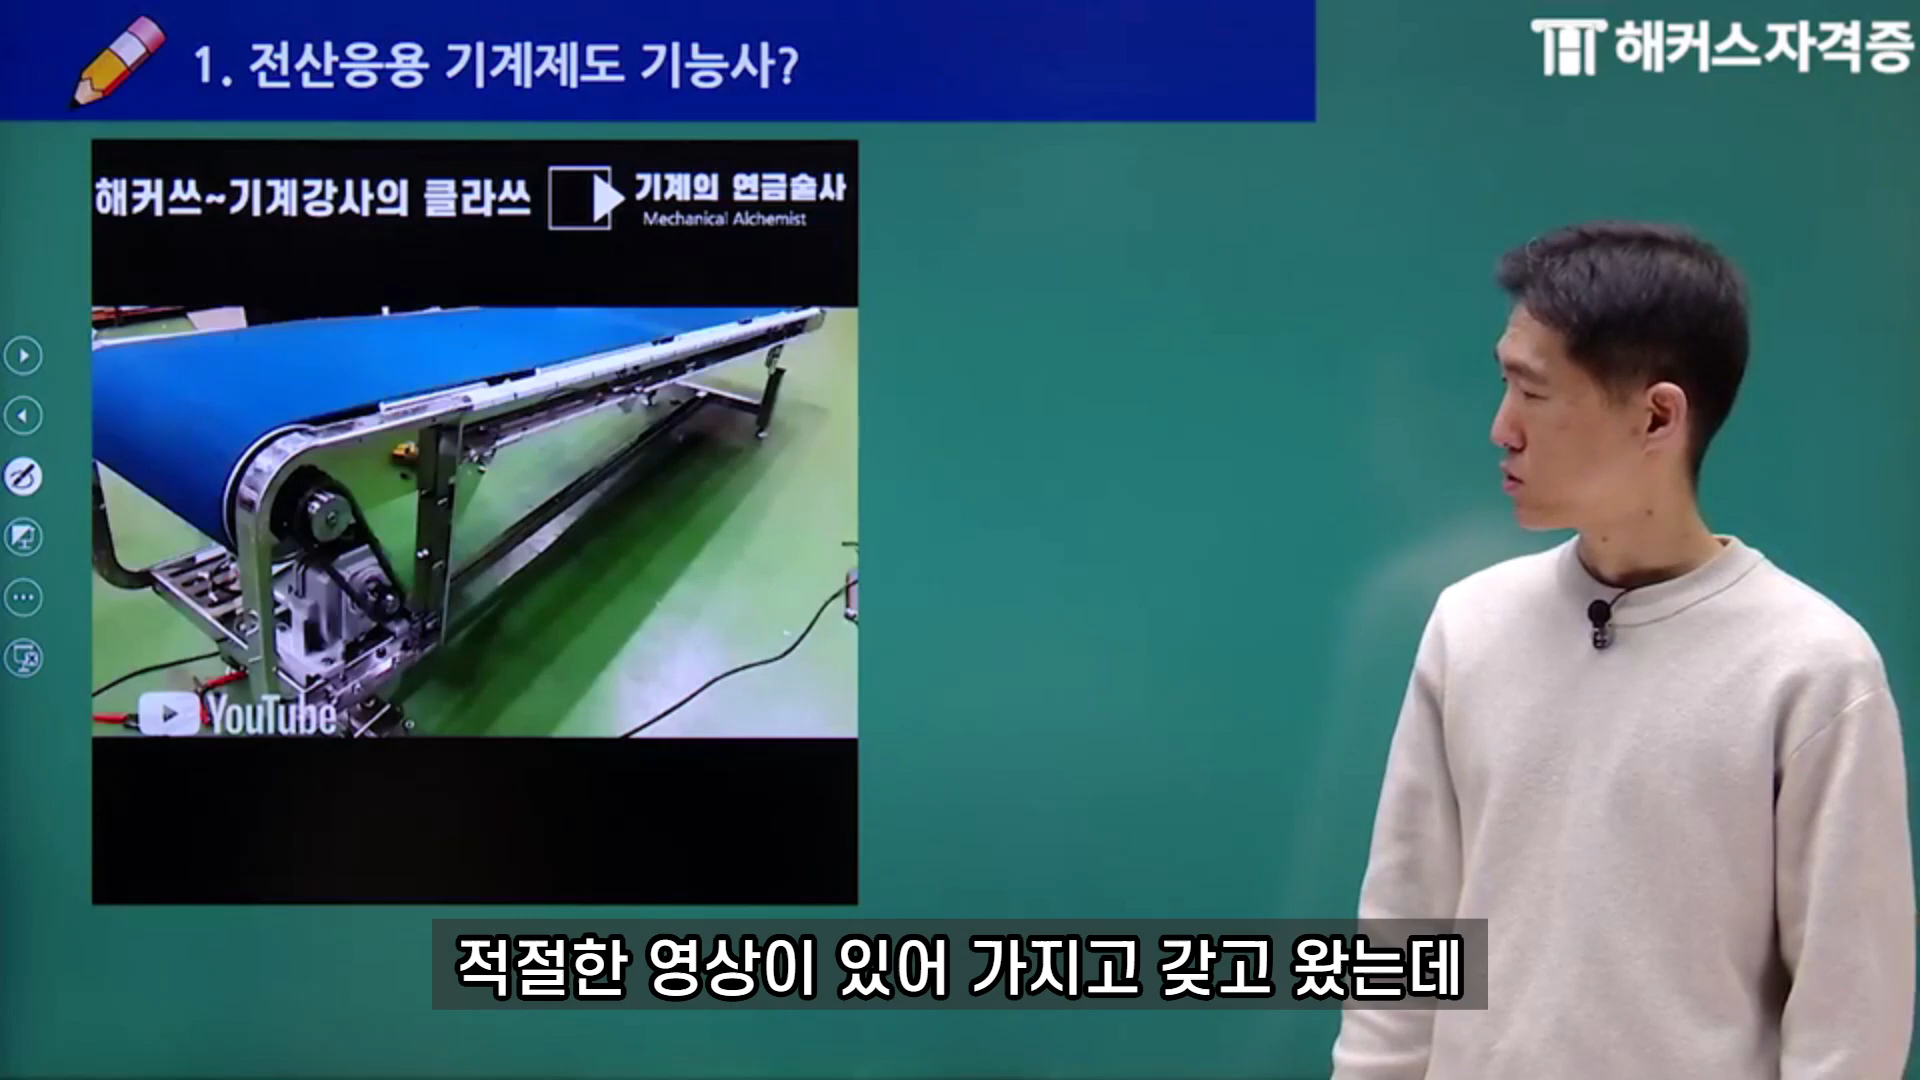 1. 전산응용 기계제도 기능사?
해커스자격증
해커쓰~기계강사의 클라쓰
기계의 연금술사
Mechanical Alchemist
YouTube
적절한 영상이 있어 가지고 갖고 왔는데